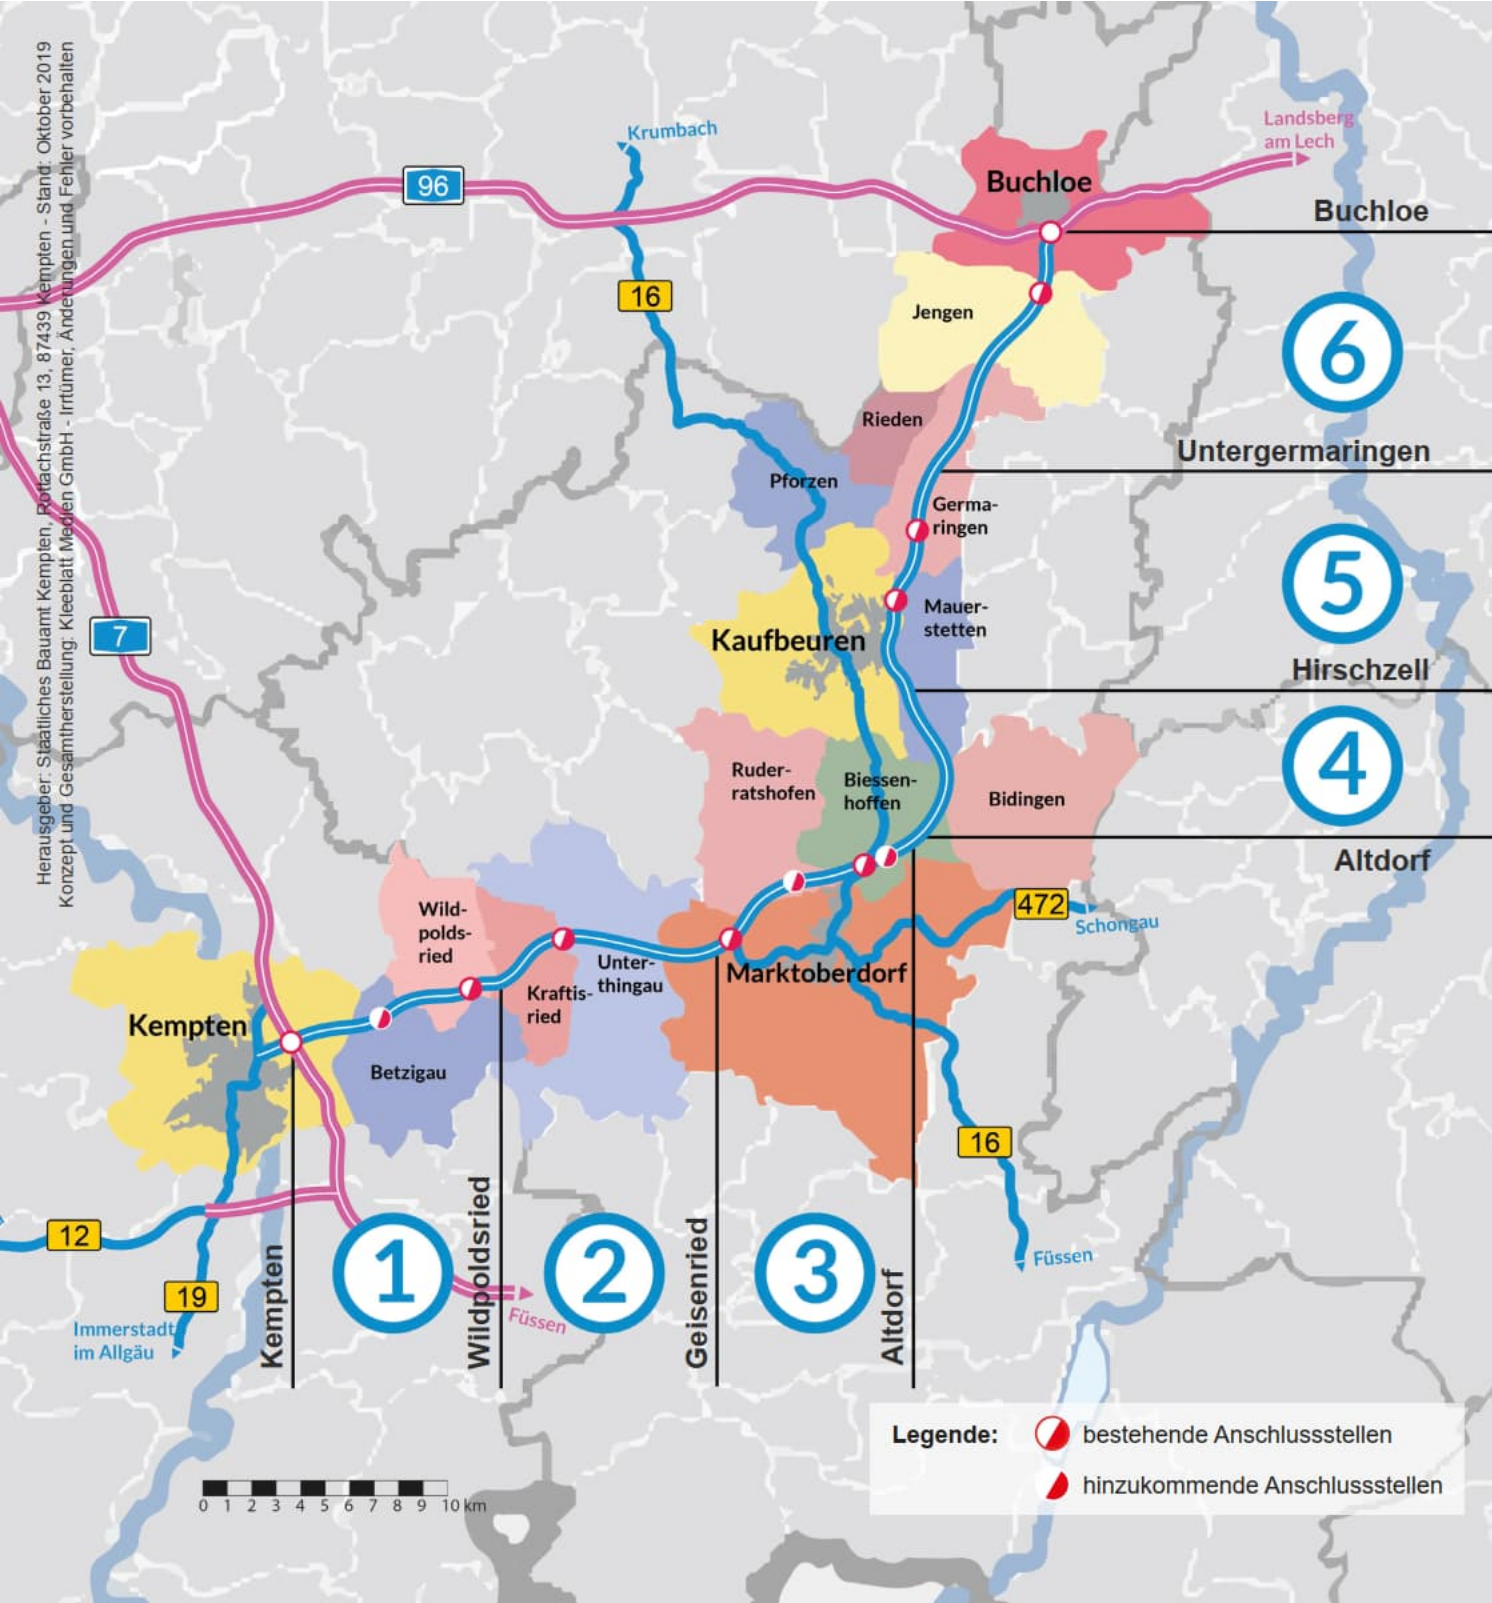 Herausgeber: Staatliches Bauamt Kempten, Rottachstraße 13, 87439 Kempten - Stand: Oktober 2019
Konzept und Gesamtherstellung: Kleeblatt Medien GmbH - Irrtümer, Änderungen und Fehler vorbehalten
Krumbach
Landsberg
am Lech
96
Buchloe
Buchloe
16
Jengen
6
Rieden
Untergermaringen
Pforzen
Germa-
ringen
5
7
Mauer-
stetten
Kaufbeuren
Hirschzell
4
Ruder-
ratshofen
Biessen-
hoffen
Bidingen
Altdorf
Wild-
polds-
ried
472
Schongau
Unter-
thingau
Marktoberdorf
Kraftis-
ried
Kempten
Betzigau
16
12
Füssen
1
2
3
19
Füssen
Immerstadt
im Allgäu
Kempten
Wildpoldsried
Geisenried
Altdorf
Legende:
bestehende Anschlussstellen
hinzukommende Anschlussstellen
0 1 2 3 4 5 6 7 8 9 10 km